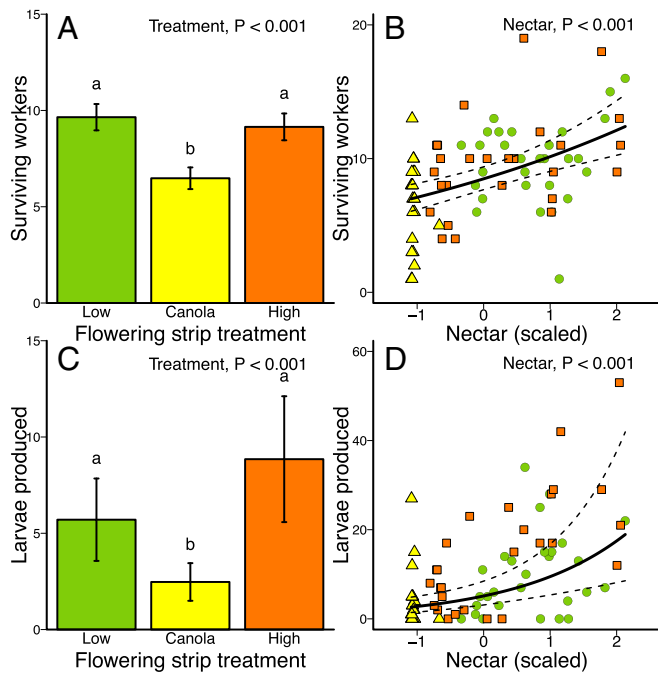 A
Treatment, P < 0.001
15
10
5
0
a
b
a
Surviving workers
Low
Canola
High
Flowering strip treatment
B
Nectar, P < 0.001
20
10
0
Surviving workers
−1
0
1
2
Nectar (scaled)
C
Treatment, P < 0.001
15
10
5
0
a
b
a
Larvae produced
Low
Canola
High
Flowering strip treatment
D
Nectar, P < 0.001
60
40
20
0
Larvae produced
−1
0
1
2
Nectar (scaled)